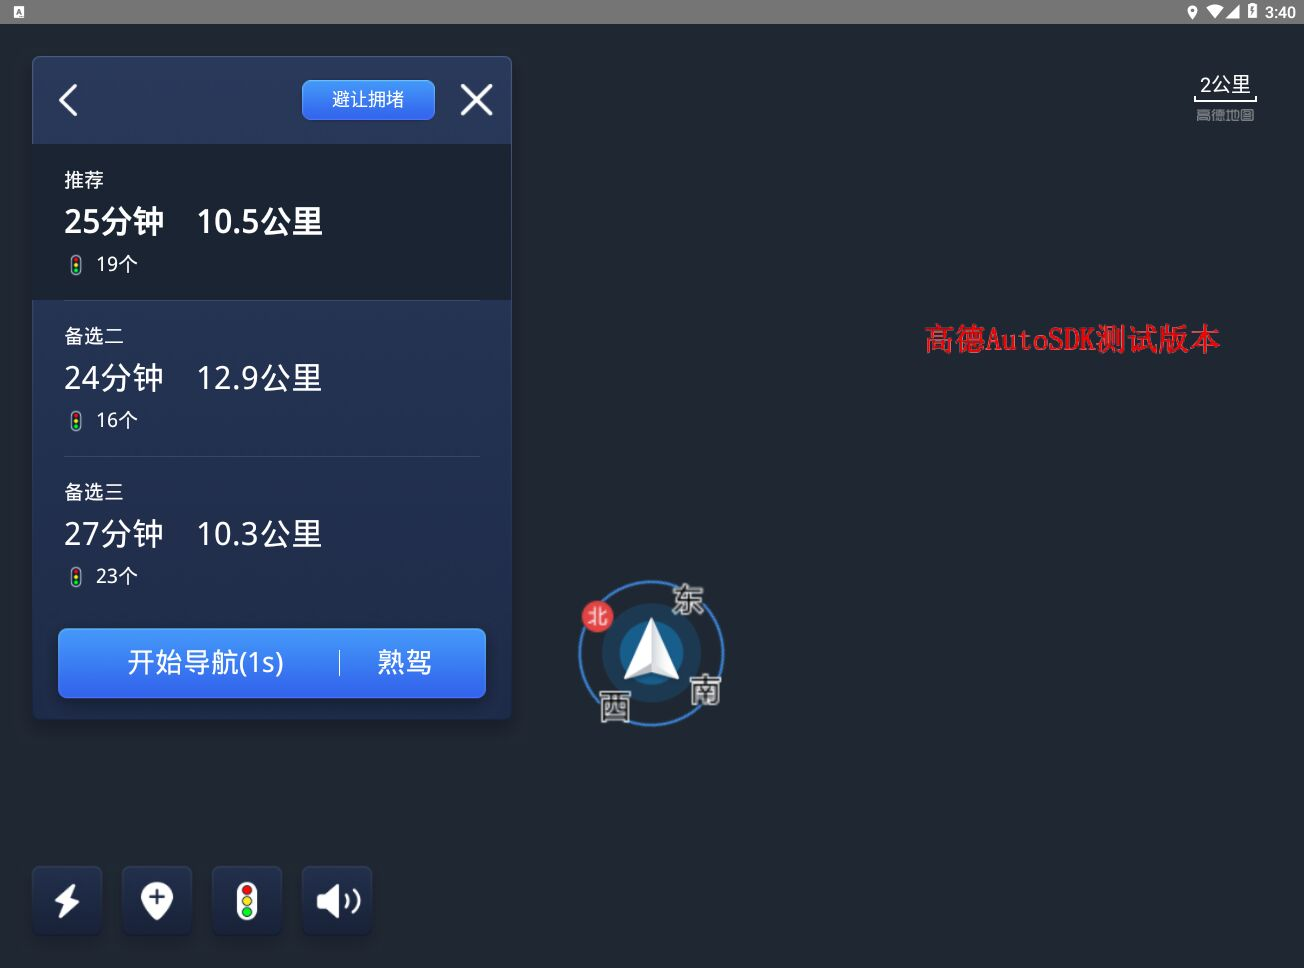 3:40
避让拥堵
2公里
高德地图
推荐
25分钟 10.5公里
19个
备选二
24分钟 12.9公里
16个
备选三
27分钟 10.3公里
23个
开始导航(1s) 熟驾
高德AutoSDK测试版本
北 东
西 南